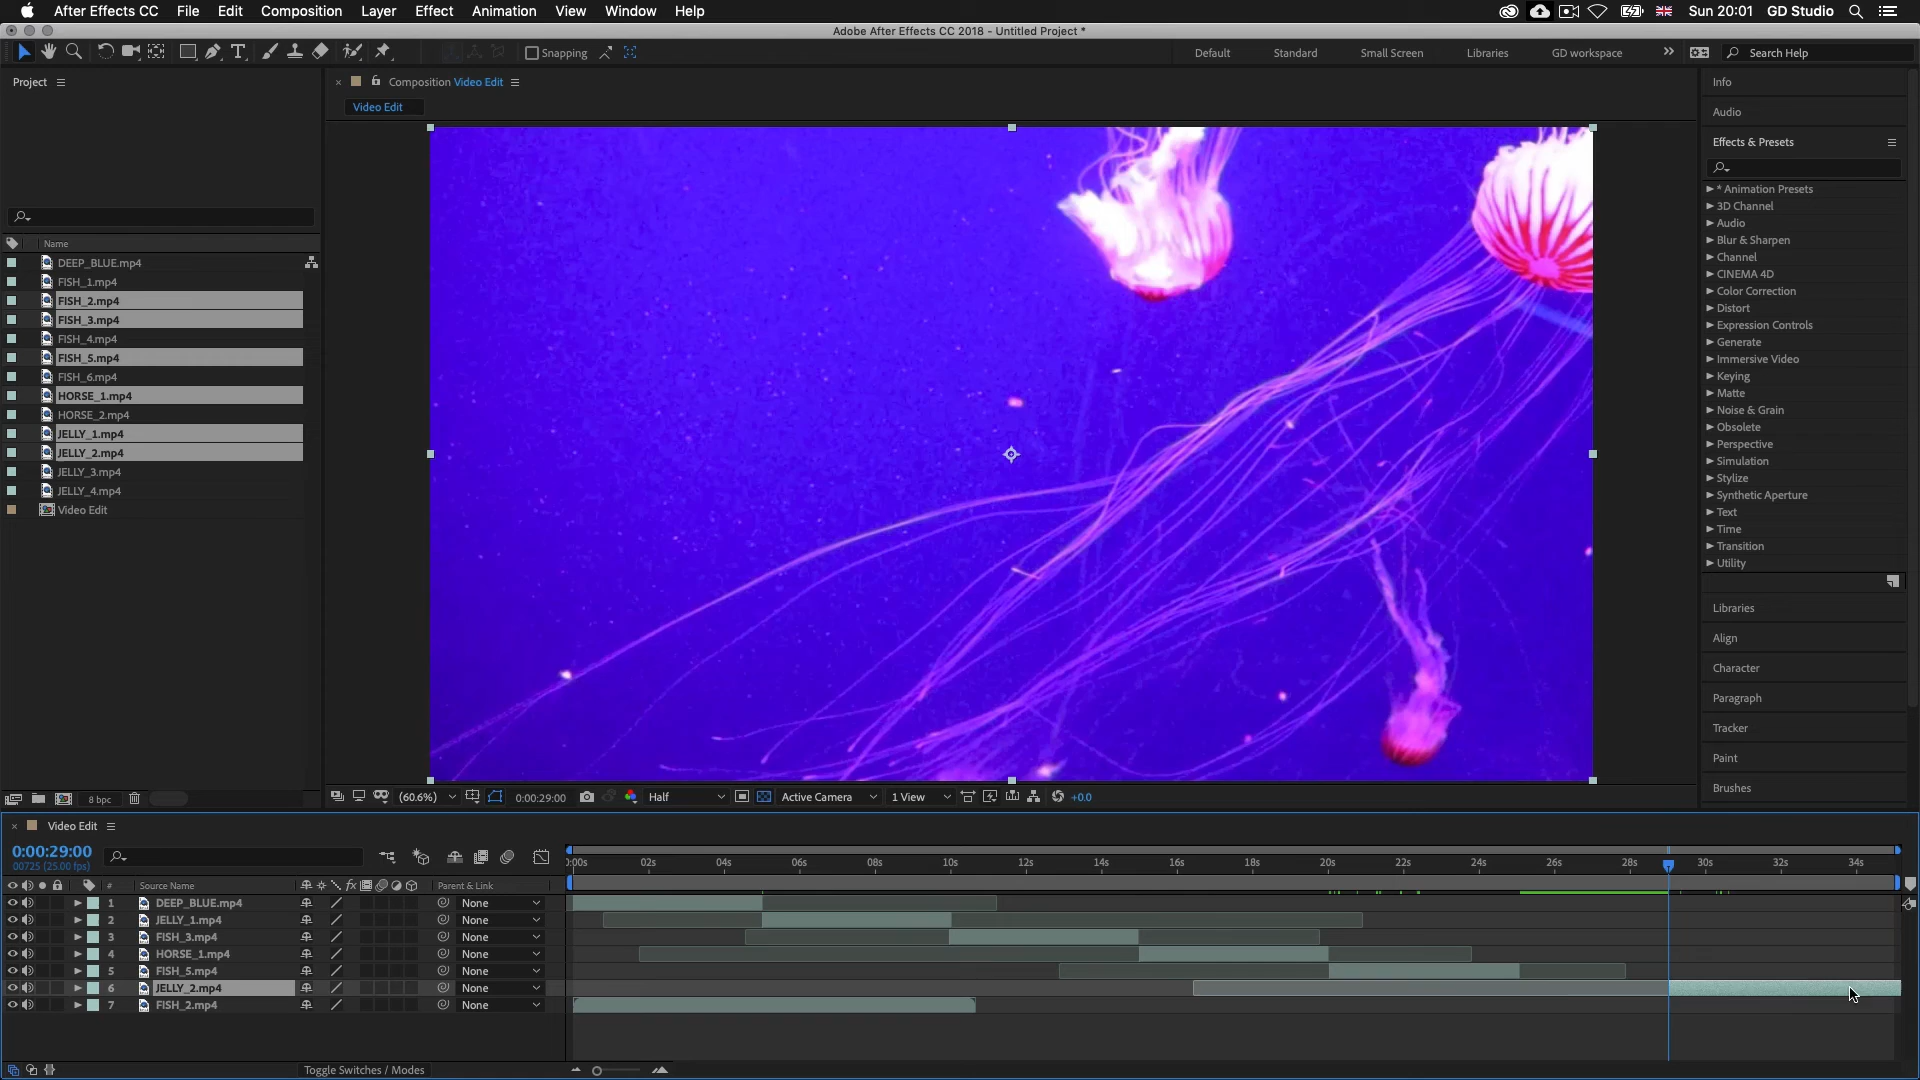 After Effects CC File Edit Composition Layer Effect Animation View Window Help Sun 20:01 GD Studio
Adobe After Effects CC 2018 - Untitled Project *
Snapping Default Standard Small Screen Libraries GD workspace Search Help
Project
Composition Video Edit
Video Edit
Name
DEEP_BLUE.mp4
FISH_1.mp4
FISH_2.mp4
FISH_3.mp4
FISH_4.mp4
FISH_5.mp4
FISH_6.mp4
HORSE_1.mp4
HORSE_2.mp4
JELLY_1.mp4
JELLY_2.mp4
JELLY_3.mp4
JELLY_4.mp4
Video Edit
8 bpc
(60.6%) 0:00:29:00 Half Active Camera 1 View +0.0
Info
Audio
Effects & Presets
* Animation Presets
3D Channel
Audio
Blur & Sharpen
Channel
CINEMA 4D
Color Correction
Distort
Expression Controls
Generate
Immersive Video
Keying
Matte
Noise & Grain
Obsolete
Perspective
Simulation
Stylize
Synthetic Aperture
Text
Time
Transition
Utility
Libraries
Align
Character
Paragraph
Tracker
Paint
Brushes
Video Edit
0:00:29:00
00725 (25.00 fps)
:00s 02s 04s 06s 08s 10s 12s 14s 16s 18s 20s 22s 24s 26s 28s 30s 32s 34s
# Source Name Parent & Link
1 DEEP_BLUE.mp4 None
2 JELLY_1.mp4 None
3 FISH_3.mp4 None
4 HORSE_1.mp4 None
5 FISH_5.mp4 None
6 JELLY_2.mp4 None
7 FISH_2.mp4 None
Toggle Switches / Modes